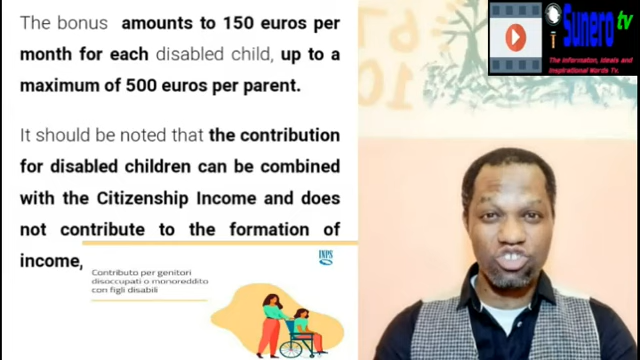 The bonus amounts to 150 euros per
month for each disabled child, up to a
maximum of 500 euros per parent.
It should be noted that the contribution
for disabled children can be combined
with the Citizenship Income and does
not contribute to the formation of
income,
INPS
Contributo per genitori
disoccupati o monoreddito
con figli disabili
Sunero tv
The Information, Ideals and
Inspirational Words Tv.